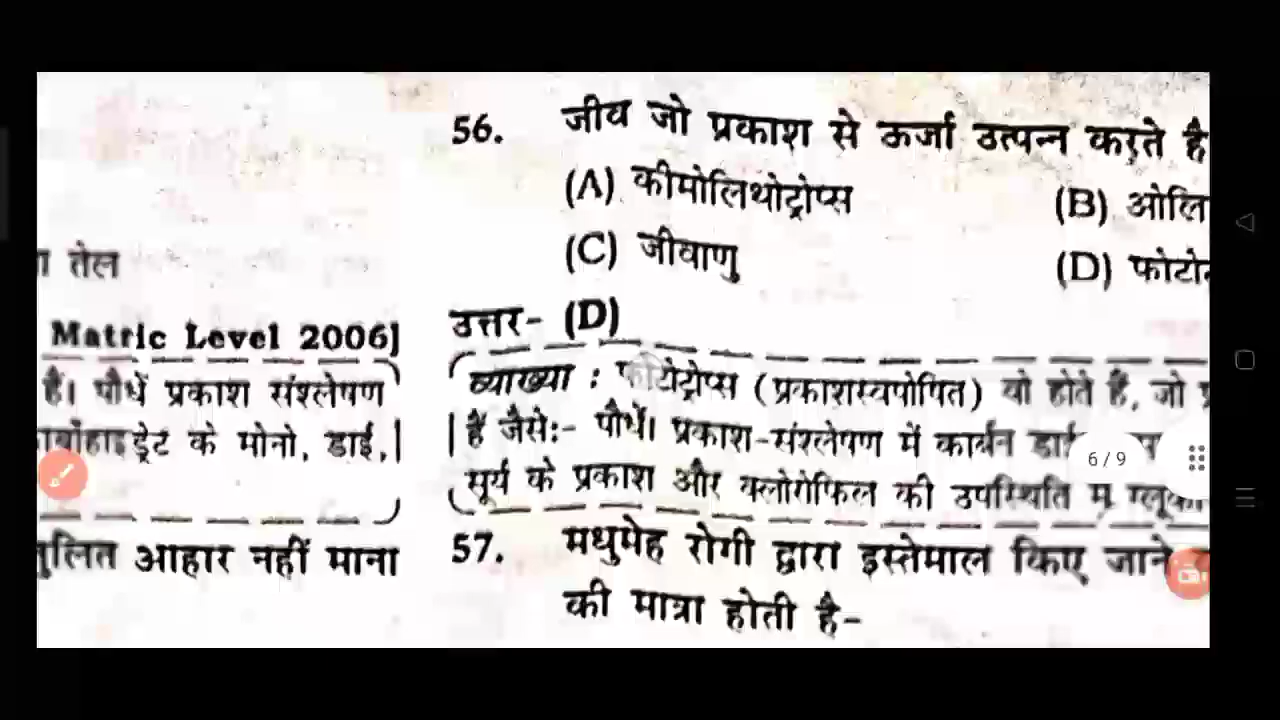 ा तेल
Matric Level 2006]
हैं। पौधें प्रकाश संश्लेषण
के मोनो, डाई,
आहार नहीं माना
56. जीव जो प्रकाश से ऊर्जा उत्पन्न करते है
(A) कीमोलिथोट्रोप्स (B) ओलि
(C) जीवाणु (D) फोटो
उत्तर- (D)
व्याख्या : फोटोट्रोप्स (प्रकाशस्वपोषित) वो होते हैं, जो
हैं जैसे:- पौधें। प्रकाश-संश्लेषण में कार्बन
सूर्य के प्रकाश और क्लोरोफिल की उपस्थिति में
57. मधुमेह रोगी द्वारा इस्तेमाल किए जाने
की मात्रा होती है-
6/9